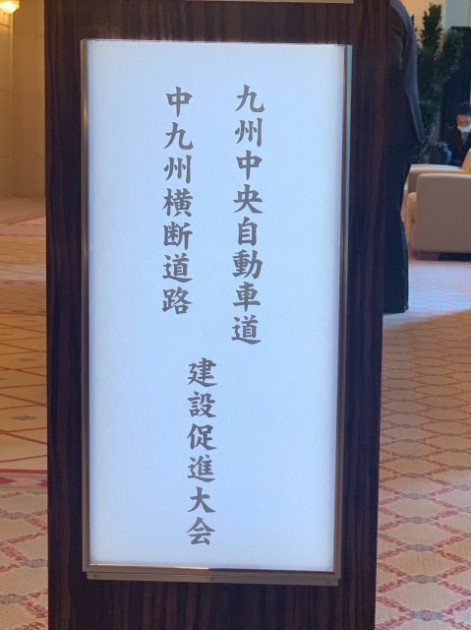 九州中央自動車道
中九州横断道路
建設促進大会